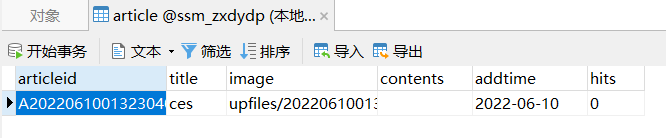 对象 article @ssm_zxdydp (本地...
开始事务 文本 筛选 排序 导入 导出
articleid title image contents addtime hits
ces upfiles/2022061001 2022-06-10 0